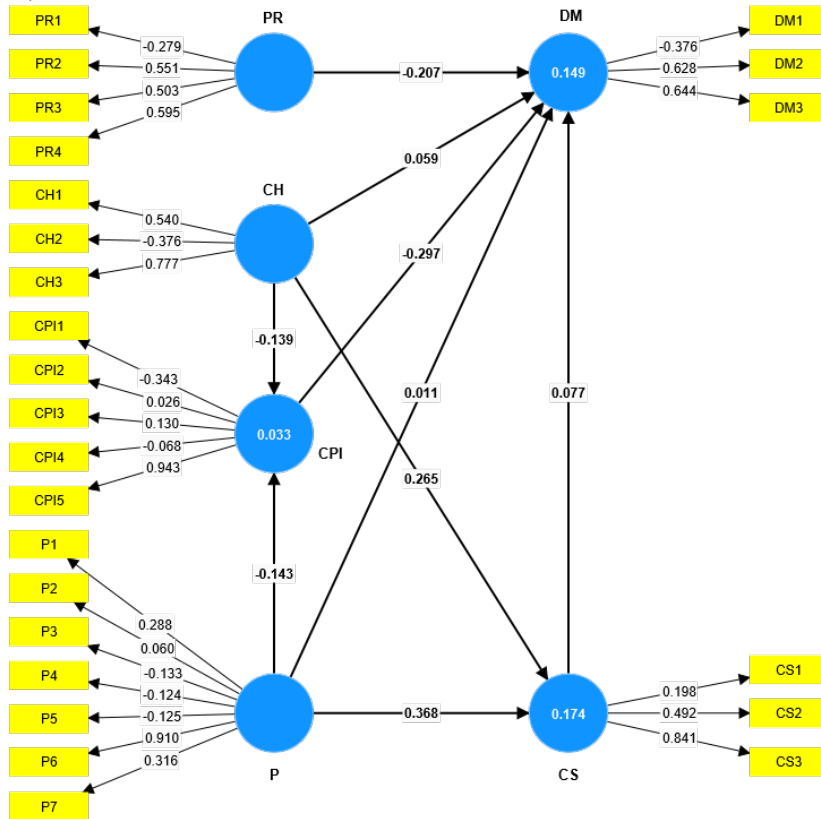 PR1
PR2
PR3
PR4
-0.279
0.551
0.503
0.595
PR
-0.207
DM
0.149
-0.376
0.628
0.644
DM1
DM2
DM3
CH1
CH2
CH3
0.540
-0.376
0.777
CH
0.059
-0.297
-0.139
0.011
0.265
0.077
CPI1
CPI2
CPI3
CPI4
CPI5
-0.343
0.026
0.130
-0.068
0.943
0.033
CPI
-0.143
P1
P2
P3
P4
P5
P6
P7
0.288
0.060
-0.133
-0.124
-0.125
0.910
0.316
P
0.368
0.174
CS
0.198
0.492
0.841
CS1
CS2
CS3